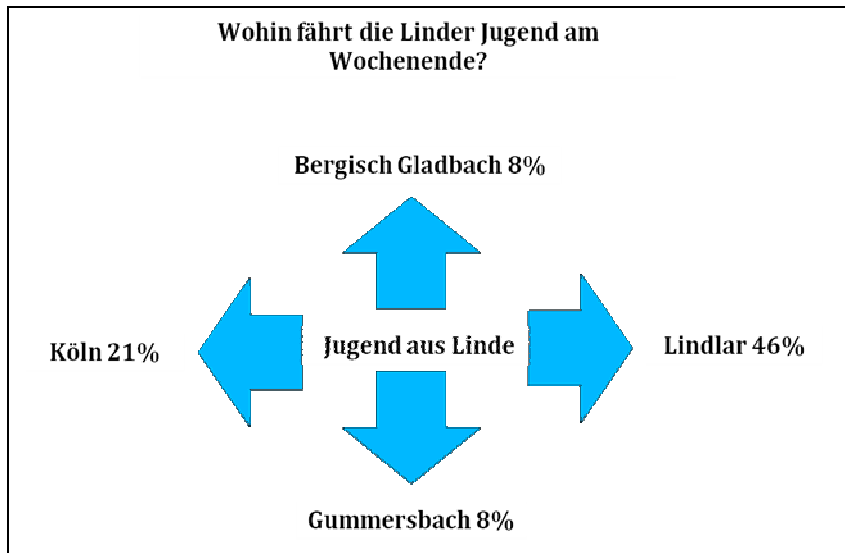 Wohin fährt die Linder Jugend am
Wochenende?
Bergisch Gladbach 8%
Köln 21%
Jugend aus Linde
Lindlar 46%
Gummersbach 8%